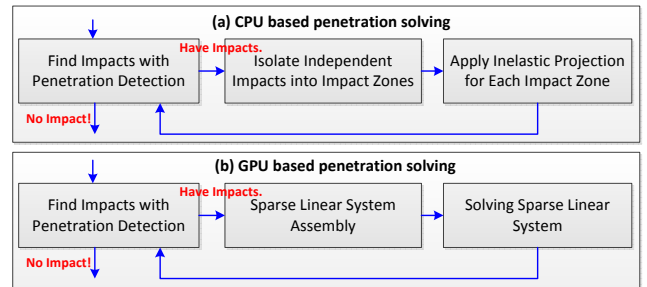 (a) CPU based penetration solving
Find Impacts with
Penetration Detection
Have Impacts.
Isolate Independent
Impacts into Impact Zones
Apply Inelastic Projection
for Each Impact Zone
No Impact!
(b) GPU based penetration solving
Find Impacts with
Penetration Detection
Have Impacts.
Sparse Linear System
Assembly
Solving Sparse Linear
System
No Impact!